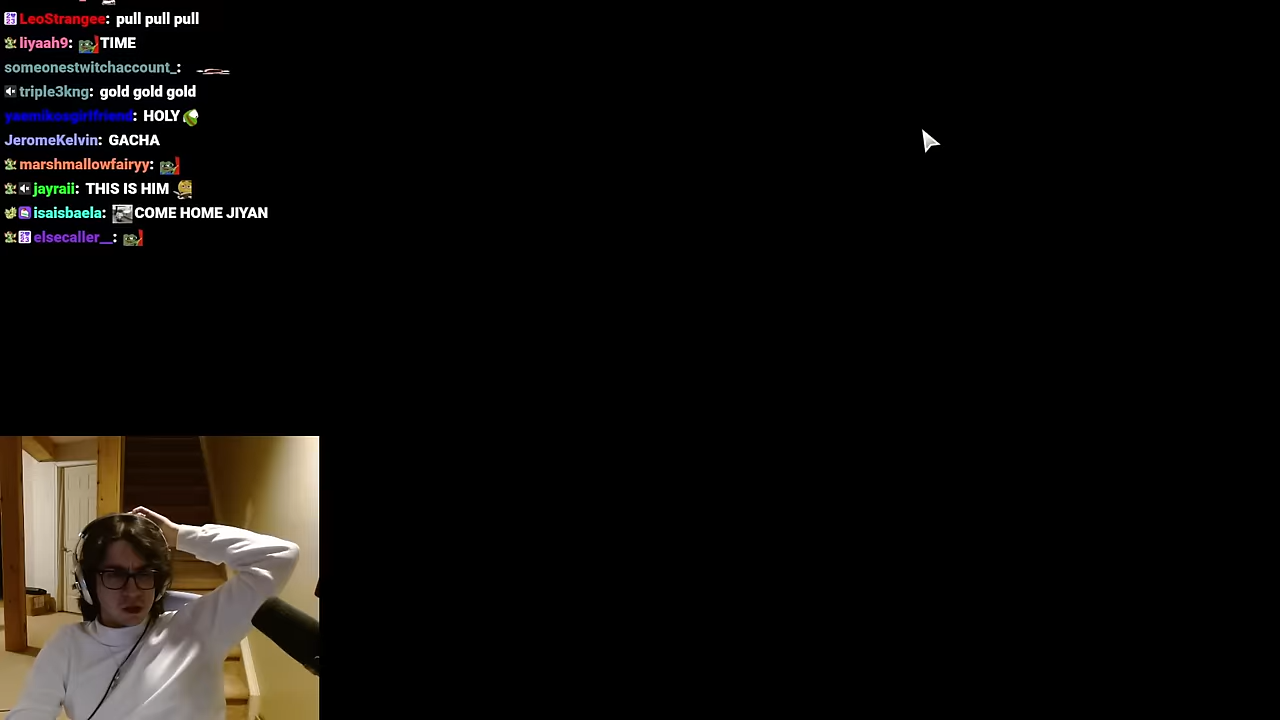 LeoStrangee: pull pull pull
liyaah9: TIME
someonestwitchaccount_:
triple3kng: gold gold gold
yaemikosgirlfriend: HOLY
JeromeKelvin: GACHA
marshmallowfairyy:
jayraii: THIS IS HIM
isaisbaela: COME HOME JIYAN
elsecaller__: